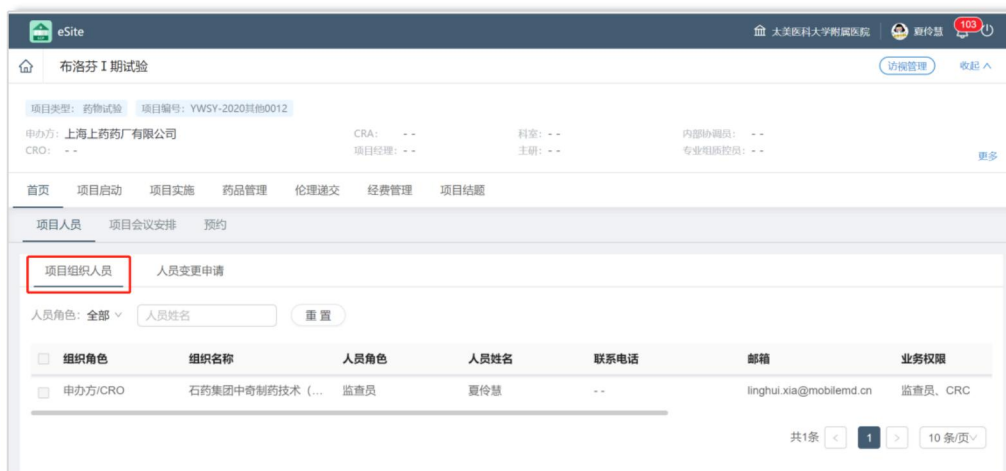 eSite 太美医科大学附属医院 夏伶慧 103
布洛芬 I 期试验 访视管理 收起
项目类型： 药物试验 项目编号：YWSY-2020其他0012
申办方：上海上药药厂有限公司 CRA： - - 科室：- - 内部协调员： - -
CRO： - - 项目经理：- - 主研：- - 专业组质控员：- - 更多
首页 项目启动 项目实施 药品管理 伦理递交 经费管理 项目结题
项目人员 项目会议安排 预约
项目组织人员 人员变更申请
人员角色：全部 人员姓名 重 置
组织角色 组织名称 人员角色 人员姓名 联系电话 邮箱 业务权限
申办方/CRO 石药集团中奇制药技术（... 监查员 夏伶慧 - - linghui.xia@mobilemd.cn 监查员、CRC
共1条 < 1 > 10 条/页